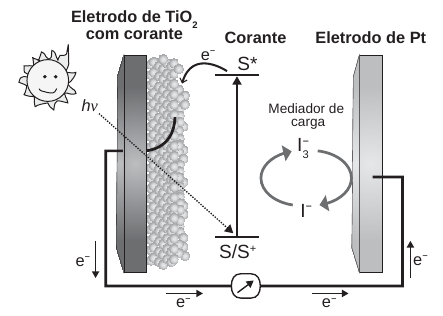 Eletrodo de TiO₂
com corante
Corante
Eletrodo de Pt
e⁻
S*
hν
Mediador de
carga
I₃⁻
I⁻
S/S⁺
e⁻
e⁻
e⁻
e⁻